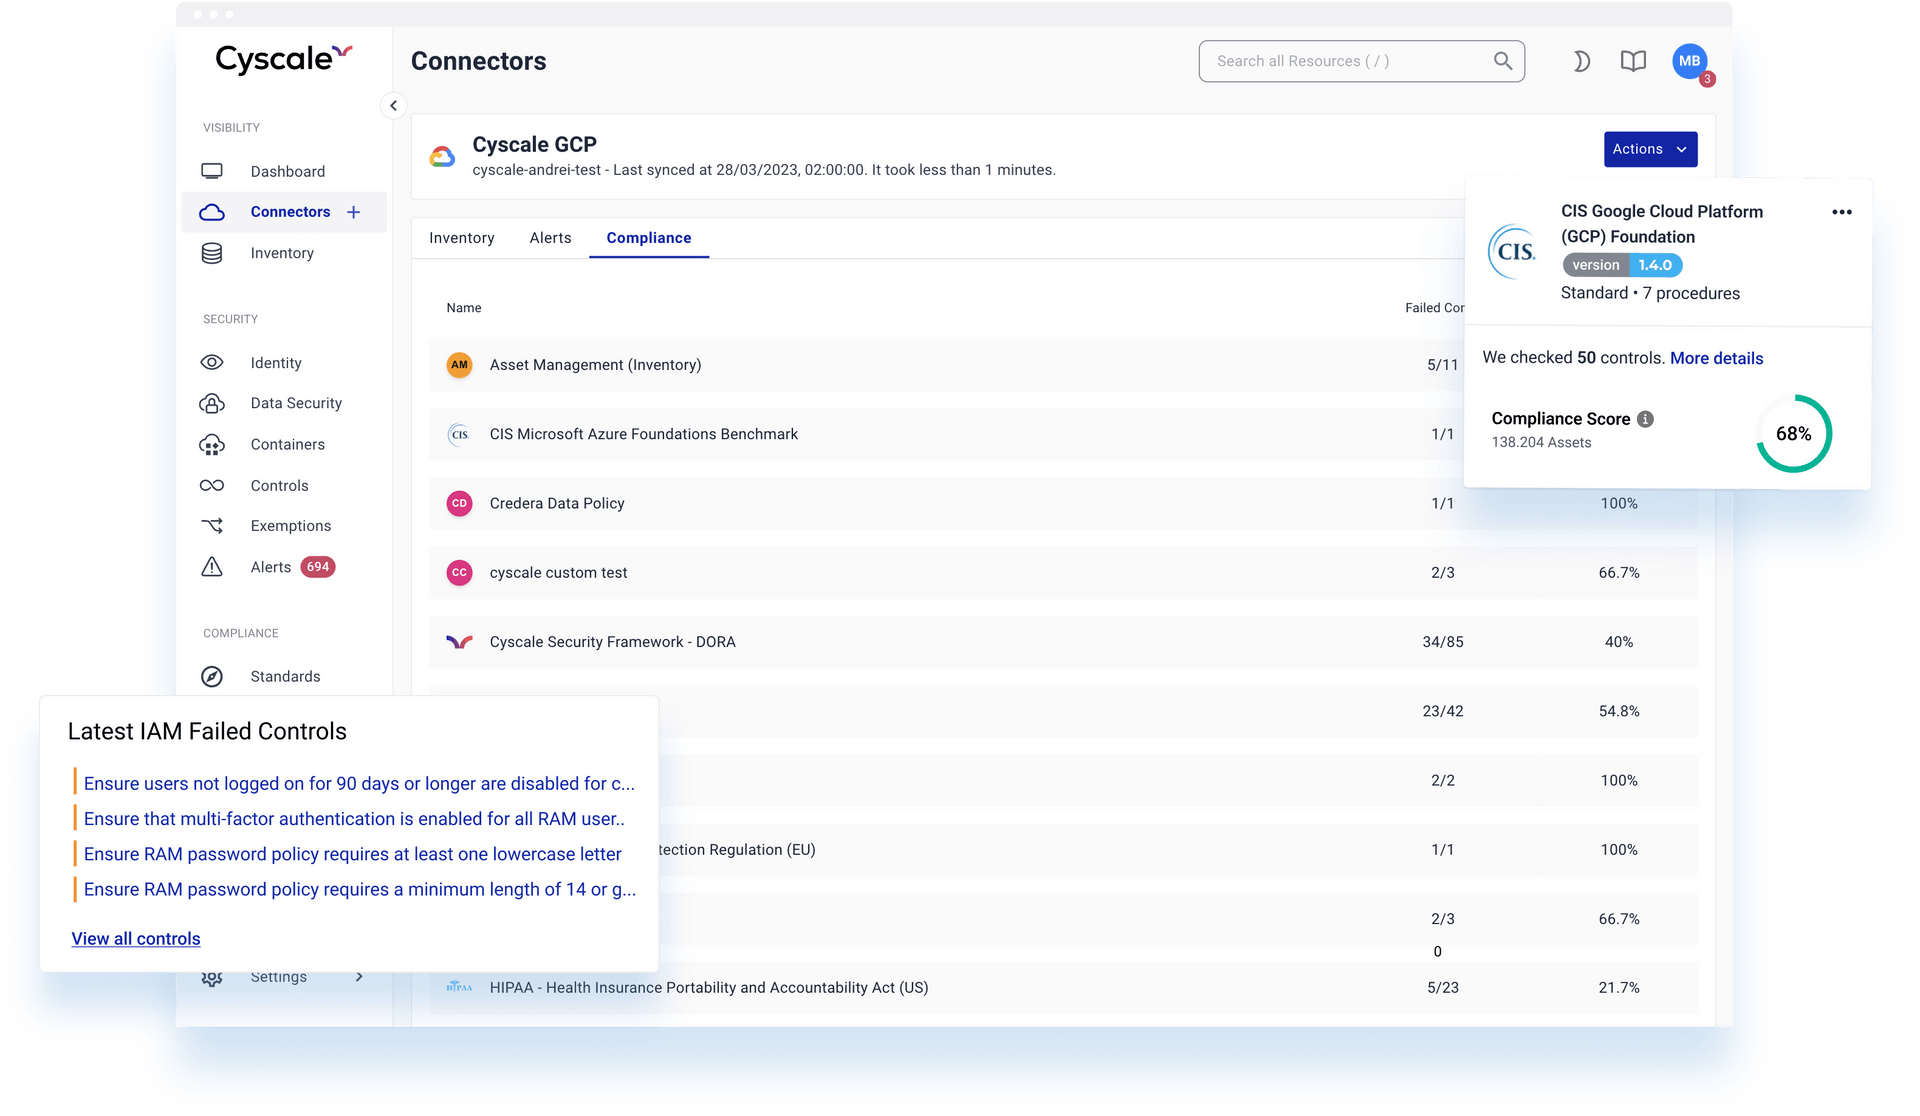 Cyscale
Connectors
Search all Resources ( / )
MB
3
VISIBILITY
Dashboard
Connectors +
Inventory
SECURITY
Identity
Data Security
Containers
Controls
Exemptions
Alerts 694
COMPLIANCE
Standards
Settings
Cyscale GCP
cyscale-andrei-test - Last synced at 28/03/2023, 02:00:00. It took less than 1 minutes.
Actions
Inventory Alerts Compliance
Name Failed Con
AM Asset Management (Inventory) 5/11
CIS. CIS Microsoft Azure Foundations Benchmark 1/1
CD Credera Data Policy 1/1 100%
CC cyscale custom test 2/3 66.7%
Cyscale Security Framework - DORA 34/85 40%
23/42 54.8%
2/2 100%
tection Regulation (EU) 1/1 100%
2/3 66.7%
0
HIPAA HIPAA - Health Insurance Portability and Accountability Act (US) 5/23 21.7%
CIS.
CIS Google Cloud Platform
(GCP) Foundation
version 1.4.0
Standard • 7 procedures
We checked 50 controls. More details
Compliance Score
138.204 Assets
68%
Latest IAM Failed Controls
Ensure users not logged on for 90 days or longer are disabled for c...
Ensure that multi-factor authentication is enabled for all RAM user..
Ensure RAM password policy requires at least one lowercase letter
Ensure RAM password policy requires a minimum length of 14 or g...
View all controls